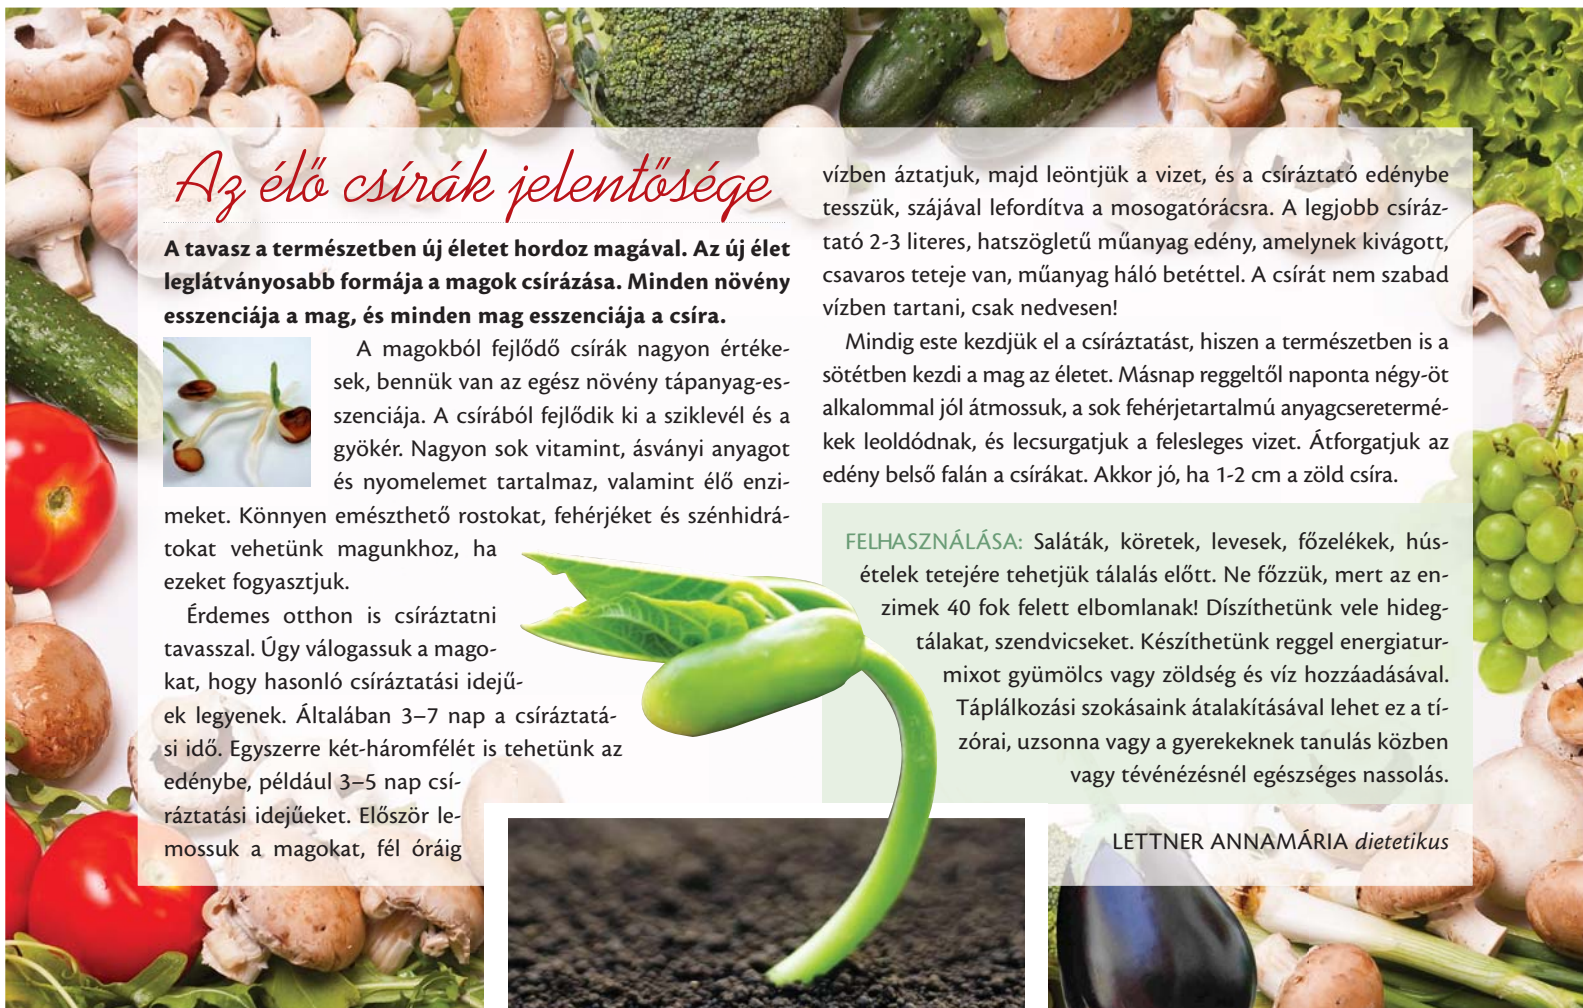 Az élő csírák jelentősége
A tavasz a természetben új életet hordoz magával. Az új élet
leglátványosabb formája a magok csírázása. Minden növény
esszenciája a mag, és minden mag esszenciája a csíra.
A magokból fejlődő csírák nagyon értéke-
sek, bennük van az egész növény tápanyag-es-
szenciája. A csírából fejlődik ki a sziklevél és a
gyökér. Nagyon sok vitamint, ásványi anyagot
és nyomelemet tartalmaz, valamint élő enzi-
meket. Könnyen emészthető rostokat, fehérjéket és szénhidrá-
tokat vehetünk magunkhoz, ha
ezeket fogyasztjuk.
Érdemes otthon is csíráztatni
tavasszal. Úgy válogassuk a mago-
kat, hogy hasonló csíráztatási idejű-
ek legyenek. Általában 3–7 nap a csíráztatá-
si idő. Egyszerre két-háromfélét is tehetünk az
edénybe, például 3–5 nap csí-
ráztatási idejűeket. Először le-
mossuk a magokat, fél óráig
vízben áztatjuk, majd leöntjük a vizet, és a csíráztató edénybe
tesszük, szájával lefordítva a mosogatórácsra. A legjobb csíráz-
tató 2-3 literes, hatszögletű műanyag edény, amelynek kivágott,
csavaros teteje van, műanyag háló betéttel. A csírát nem szabad
vízben tartani, csak nedvesen!
Mindig este kezdjük el a csíráztatást, hiszen a természetben is a
sötétben kezdi a mag az életet. Másnap reggeltől naponta négy-öt
alkalommal jól átmossuk, a sok fehérjetartalmú anyagcseretermé-
kek leoldódnak, és lecsurgatjuk a felesleges vizet. Átforgatjuk az
edény belső falán a csírákat. Akkor jó, ha 1-2 cm a zöld csíra.
FELHASZNÁLÁSA: Saláták, köretek, levesek, főzelékek, hús-
ételek tetejére tehetjük tálalás előtt. Ne főzzük, mert az en-
zimek 40 fok felett elbomlanak! Díszíthetünk vele hideg-
tálakat, szendvicseket. Készíthetünk reggel energiatur-
mixot gyümölcs vagy zöldség és víz hozzáadásával.
Táplálkozási szokásaink átalakításával lehet ez a tí-
zórai, uzsonna vagy a gyerekeknek tanulás közben
vagy tévénézésnél egészséges nassolás.
LETTNER ANNAMÁRIA dietetikus